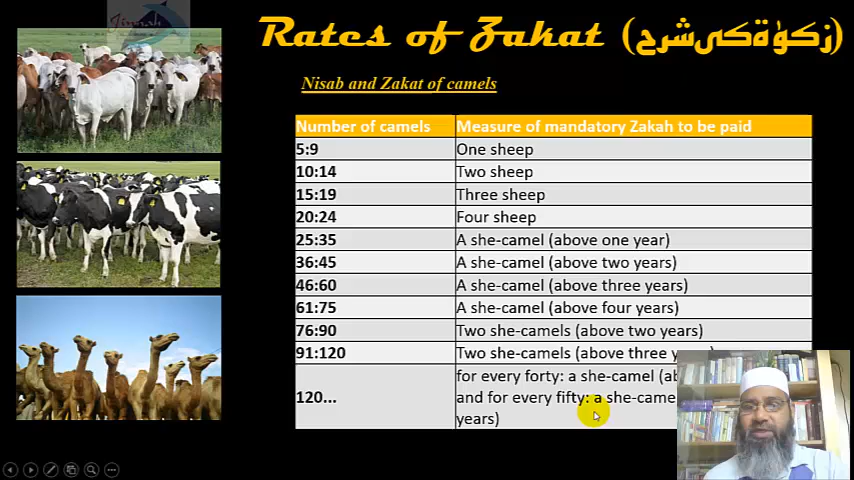 Rates of Zakat (زکوٰۃکیشرح)
Nisab and Zakat of camels
Number of camels Measure of mandatory Zakah to be paid
5:9 One sheep
10:14 Two sheep
15:19 Three sheep
20:24 Four sheep
25:35 A she-camel (above one year)
36:45 A she-camel (above two years)
46:60 A she-camel (above three years)
61:75 A she-camel (above four years)
76:90 Two she-camels (above two years)
91:120 Two she-camels (above three
for every forty: a she-camel
120... and for every fifty: a
years)